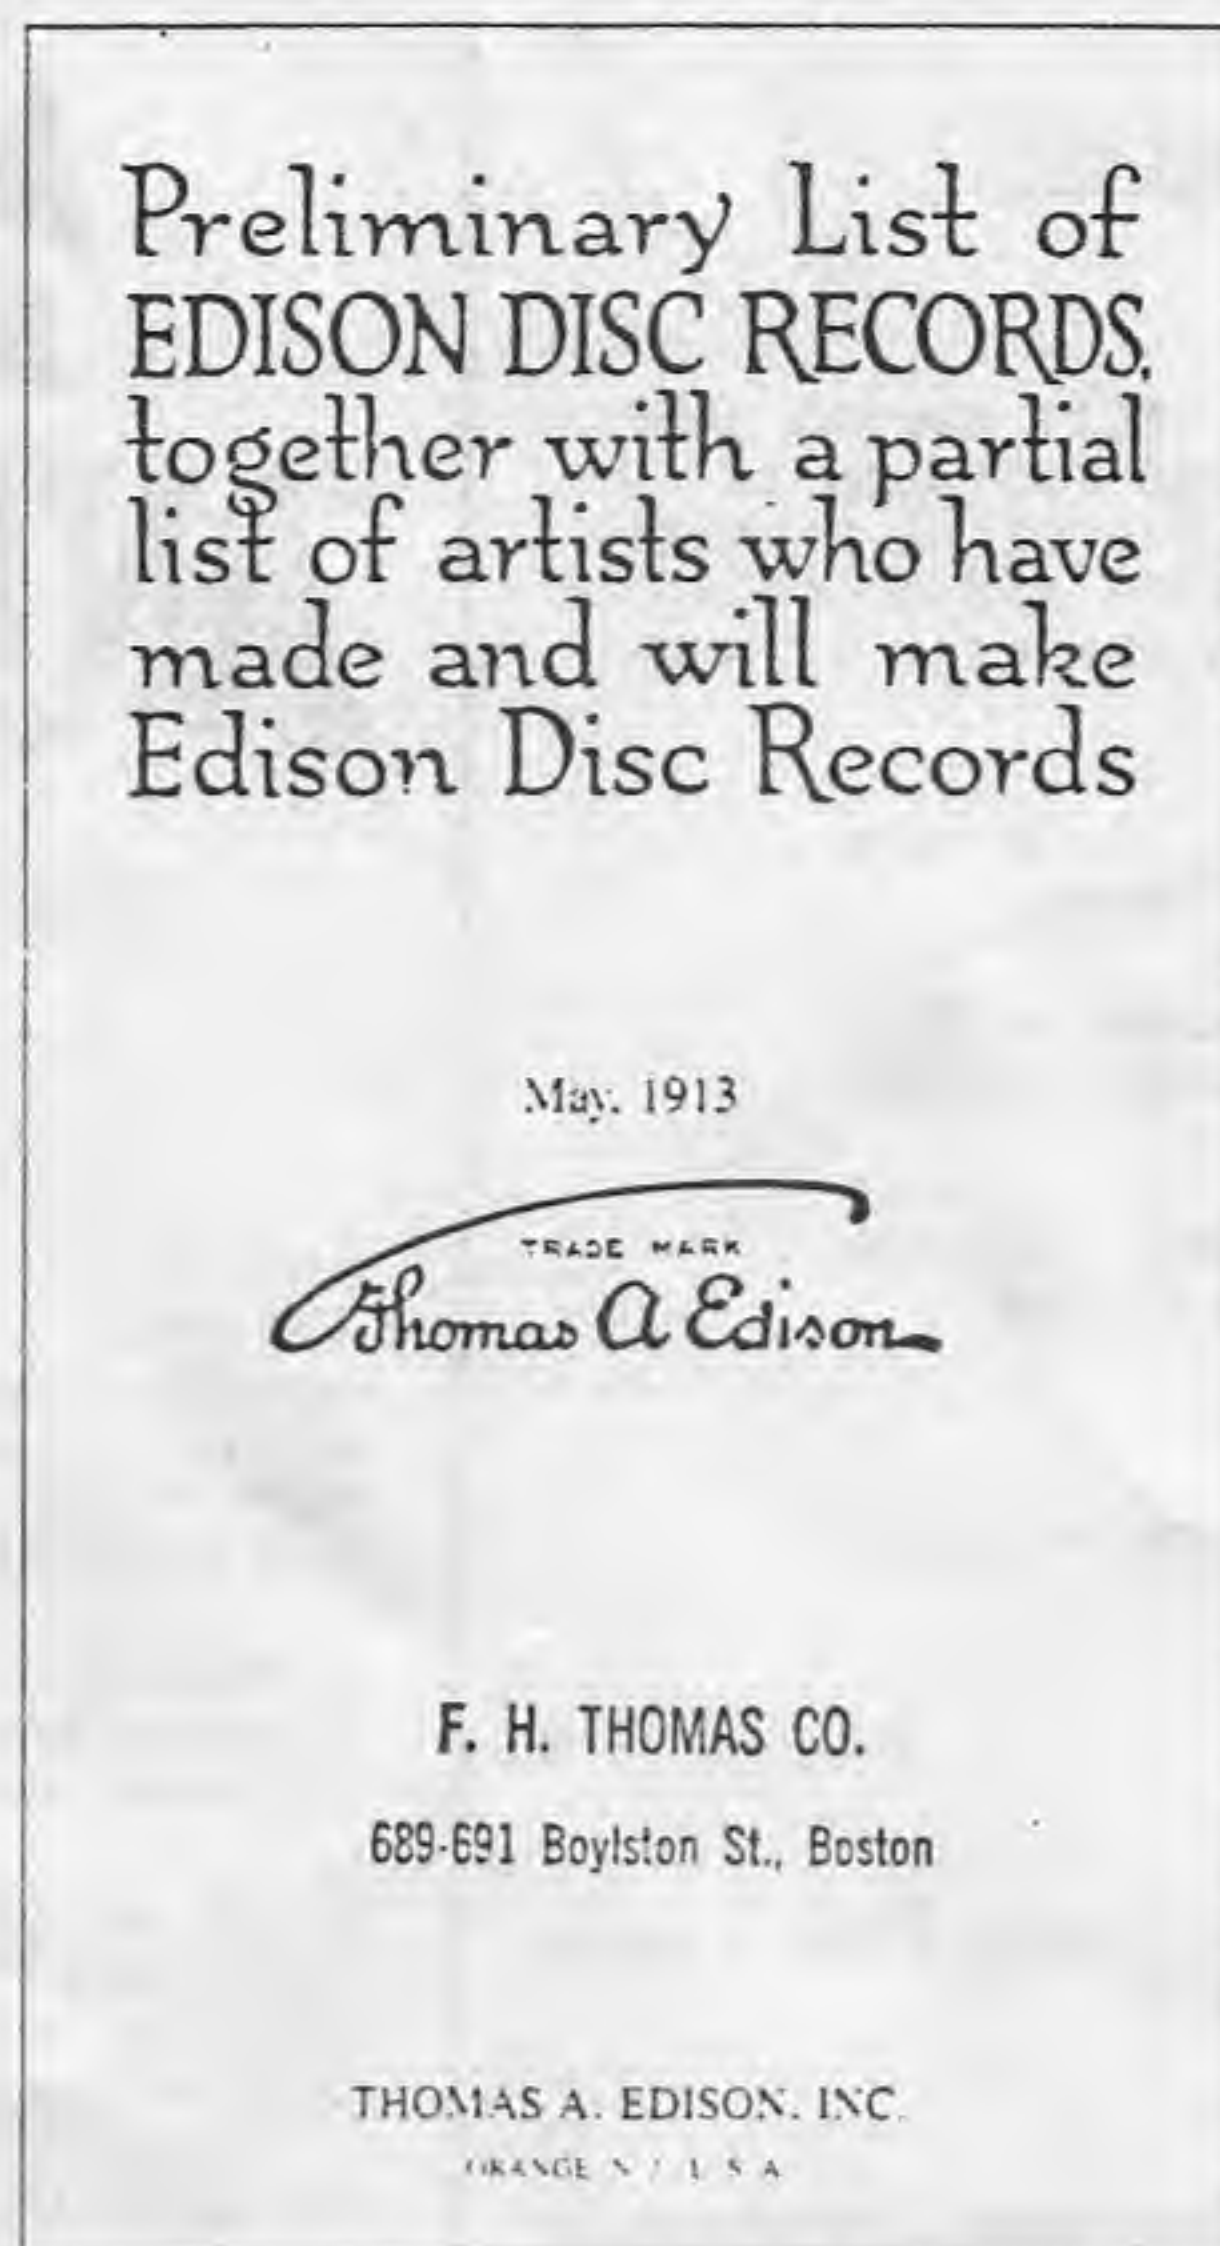 Preliminary List of
EDISON DISC RECORDS,
together with a partial
list of artists who have
made and will make
Edison Disc Records
May, 1913
TRADE MARK
Thomas A Edison
F. H. THOMAS CO.
689-691 Boylston St., Boston
THOMAS A. EDISON, INC.
ORANGE N J U S A